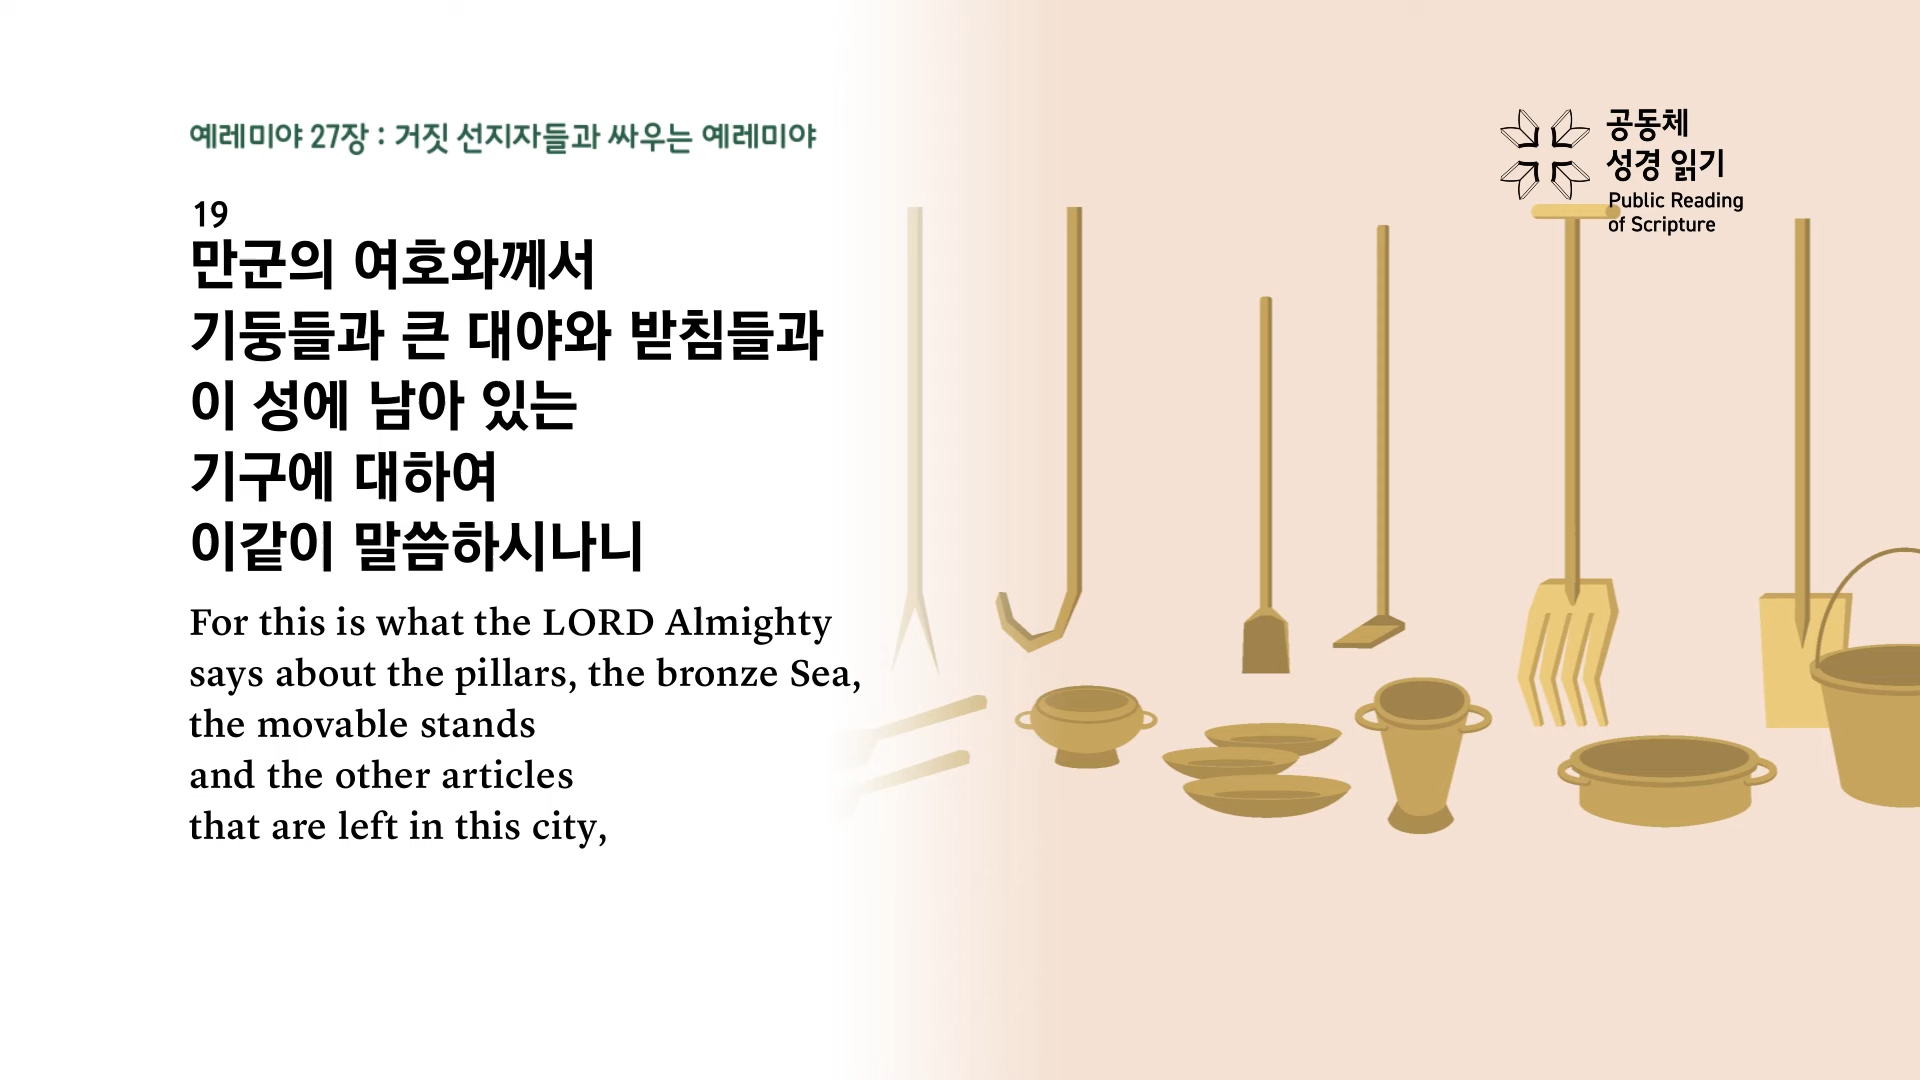 예레미야 27장 : 거짓 선지자들과 싸우는 예레미야
19
만군의 여호와께서
기둥들과 큰 대야와 받침들과
이 성에 남아 있는
기구에 대하여
이같이 말씀하시나니
For this is what the LORD Almighty
says about the pillars, the bronze Sea,
the movable stands
and the other articles
that are left in this city,
공동체
성경 읽기
Public Reading
of Scripture